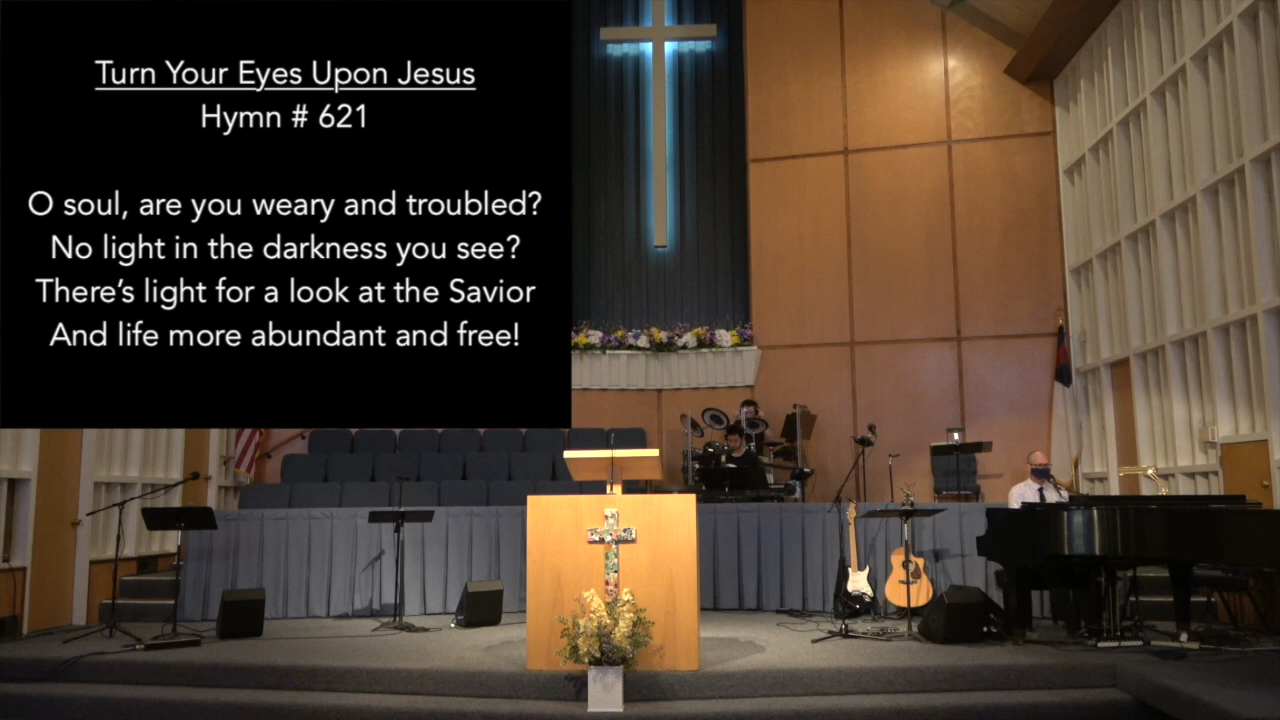 Turn Your Eyes Upon Jesus
Hymn # 621
O soul, are you weary and troubled?
No light in the darkness you see?
There's light for a look at the Savior
And life more abundant and free!